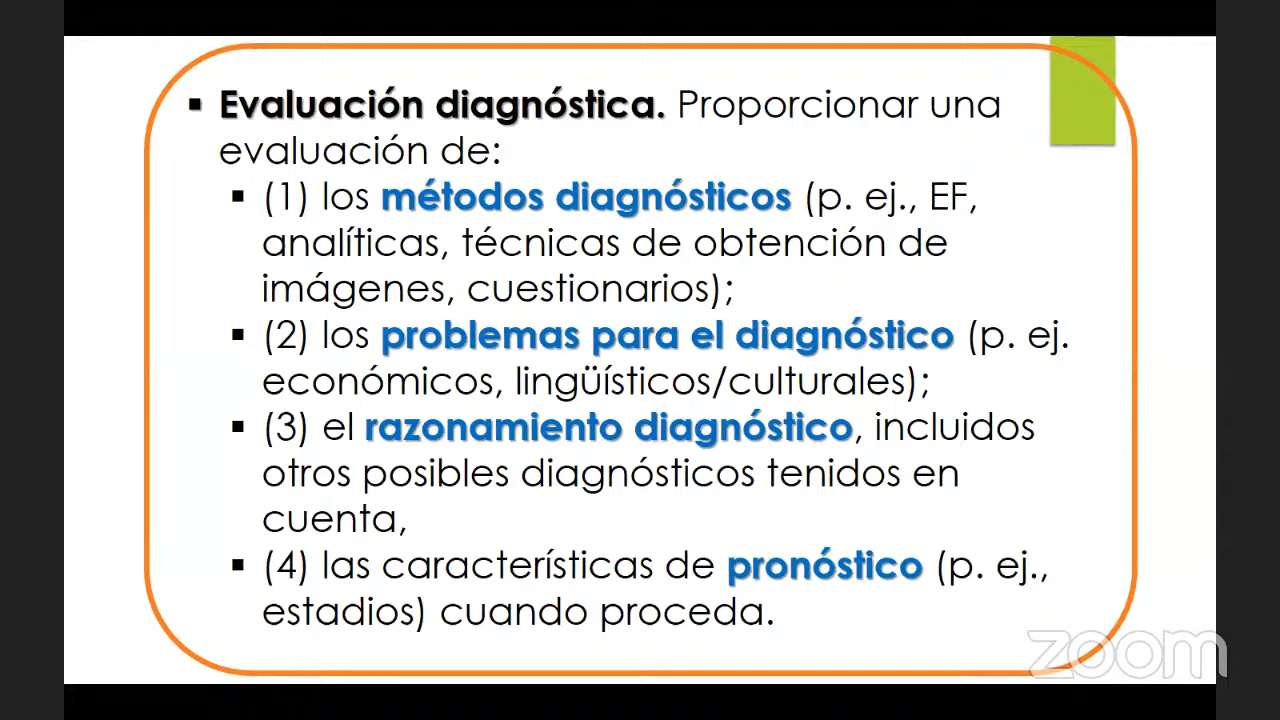 ▪ Evaluación diagnóstica. Proporcionar una
evaluación de:
▪ (1) los métodos diagnósticos (p. ej., EF,
analíticas, técnicas de obtención de
imágenes, cuestionarios);
▪ (2) los problemas para el diagnóstico (p. ej.
económicos, lingüísticos/culturales);
▪ (3) el razonamiento diagnóstico, incluidos
otros posibles diagnósticos tenidos en
cuenta,
▪ (4) las características de pronóstico (p. ej.,
estadios) cuando proceda.
zoom